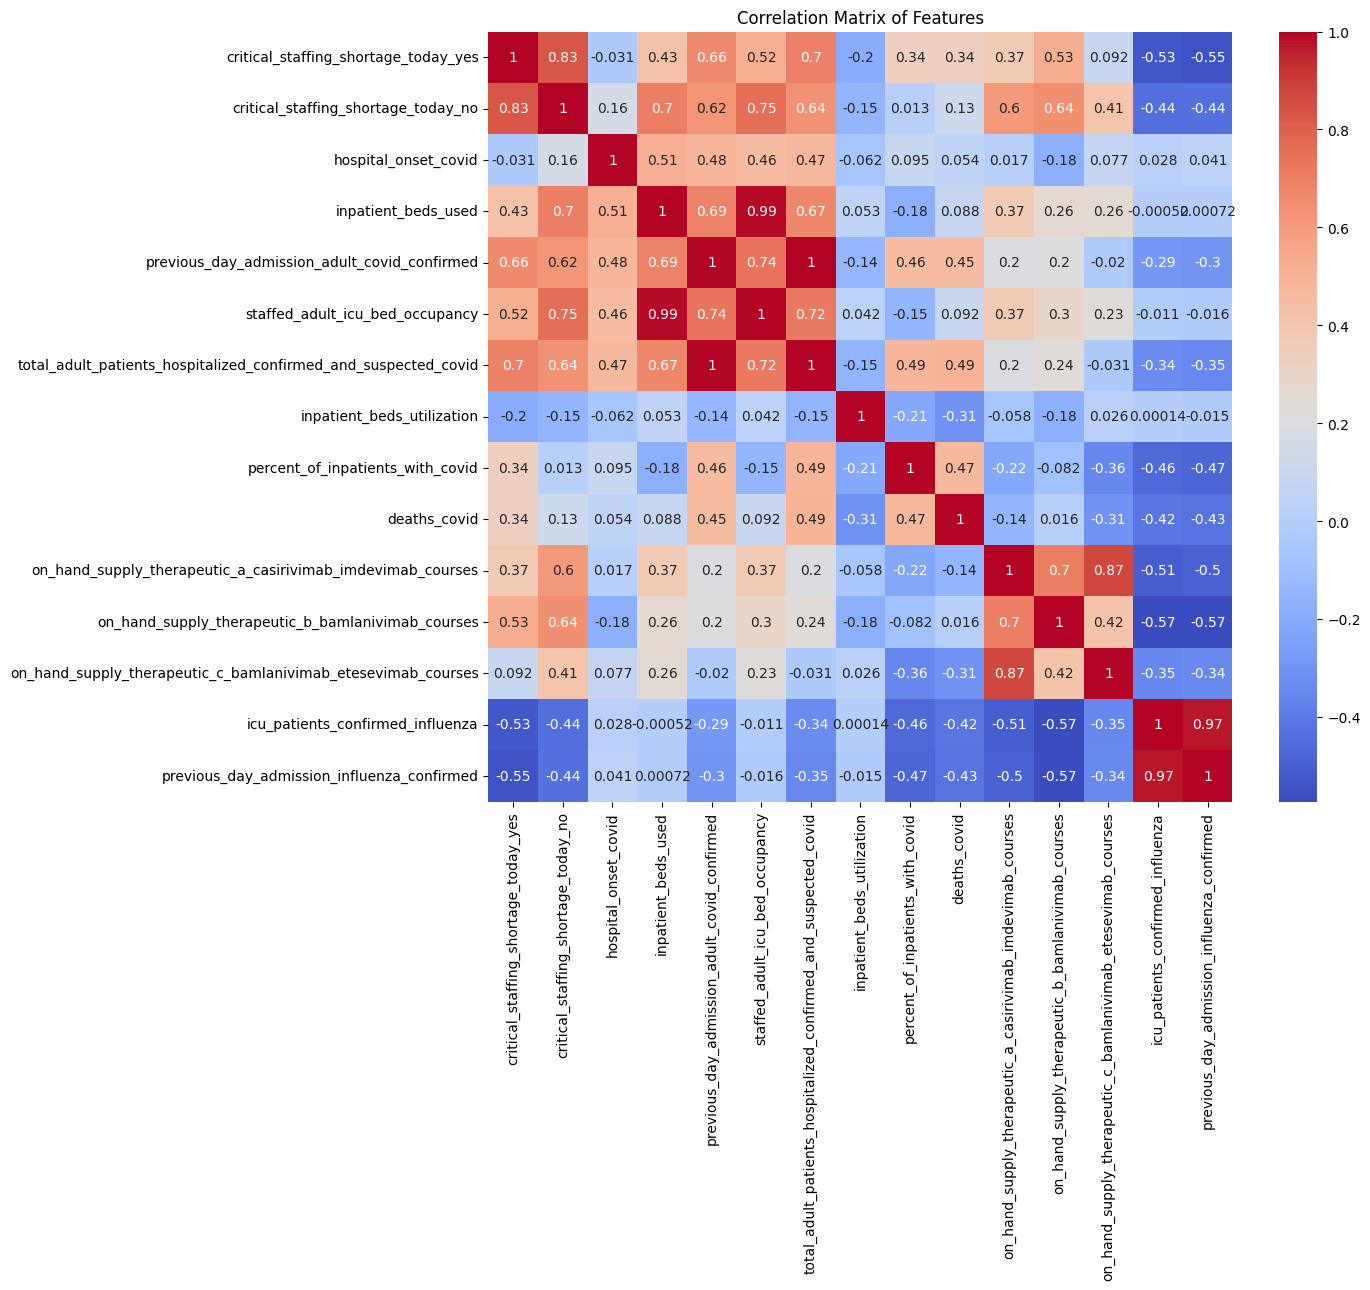 Correlation Matrix of Features
critical_staffing_shortage_today_yes 1 0.83 -0.031 0.43 0.66 0.52 0.7 -0.2 0.34 0.34 0.37 0.53 0.092 -0.53 -0.55
critical_staffing_shortage_today_no 0.83 1 0.16 0.7 0.62 0.75 0.64 -0.15 0.013 0.13 0.6 0.64 0.41 -0.44 -0.44
hospital_onset_covid -0.031 0.16 1 0.51 0.48 0.46 0.47 -0.062 0.095 0.054 0.017 -0.18 0.077 0.028 0.041
inpatient_beds_used 0.43 0.7 0.51 1 0.69 0.99 0.67 0.053 -0.18 0.088 0.37 0.26 0.26 -0.00052 0.00072
previous_day_admission_adult_covid_confirmed 0.66 0.62 0.48 0.69 1 0.74 1 -0.14 0.46 0.45 0.2 0.2 -0.02 -0.29 -0.3
staffed_adult_icu_bed_occupancy 0.52 0.75 0.46 0.99 0.74 1 0.72 0.042 -0.15 0.092 0.37 0.3 0.23 -0.011 -0.016
total_adult_patients_hospitalized_confirmed_and_suspected_covid 0.7 0.64 0.47 0.67 1 0.72 1 -0.15 0.49 0.49 0.2 0.24 -0.031 -0.34 -0.35
inpatient_beds_utilization -0.2 -0.15 -0.062 0.053 -0.14 0.042 -0.15 1 -0.21 -0.31 -0.058 -0.18 0.026 0.00014 -0.015
percent_of_inpatients_with_covid 0.34 0.013 0.095 -0.18 0.46 -0.15 0.49 -0.21 1 0.47 -0.22 -0.082 -0.36 -0.46 -0.47
deaths_covid 0.34 0.13 0.054 0.088 0.45 0.092 0.49 -0.31 0.47 1 -0.14 0.016 -0.31 -0.42 -0.43
on_hand_supply_therapeutic_a_casirivimab_imdevimab_courses 0.37 0.6 0.017 0.37 0.2 0.37 0.2 -0.058 -0.22 -0.14 1 0.7 0.87 -0.51 -0.5
on_hand_supply_therapeutic_b_bamlanivimab_courses 0.53 0.64 -0.18 0.26 0.2 0.3 0.24 -0.18 -0.082 0.016 0.7 1 0.42 -0.57 -0.57
on_hand_supply_therapeutic_c_bamlanivimab_etesevimab_courses 0.092 0.41 0.077 0.26 -0.02 0.23 -0.031 0.026 -0.36 -0.31 0.87 0.42 1 -0.35 -0.34
icu_patients_confirmed_influenza -0.53 -0.44 0.028 -0.00052 -0.29 -0.011 -0.34 0.00014 -0.46 -0.42 -0.51 -0.57 -0.35 1 0.97
previous_day_admission_influenza_confirmed -0.55 -0.44 0.041 0.00072 -0.3 -0.016 -0.35 -0.015 -0.47 -0.43 -0.5 -0.57 -0.34 0.97 1
critical_staffing_shortage_today_yes
critical_staffing_shortage_today_no
hospital_onset_covid
inpatient_beds_used
previous_day_admission_adult_covid_confirmed
staffed_adult_icu_bed_occupancy
total_adult_patients_hospitalized_confirmed_and_suspected_covid
inpatient_beds_utilization
percent_of_inpatients_with_covid
deaths_covid
on_hand_supply_therapeutic_a_casirivimab_imdevimab_courses
on_hand_supply_therapeutic_b_bamlanivimab_courses
on_hand_supply_therapeutic_c_bamlanivimab_etesevimab_courses
icu_patients_confirmed_influenza
previous_day_admission_influenza_confirmed
1.0
0.8
0.6
0.4
0.2
0.0
−0.2
−0.4